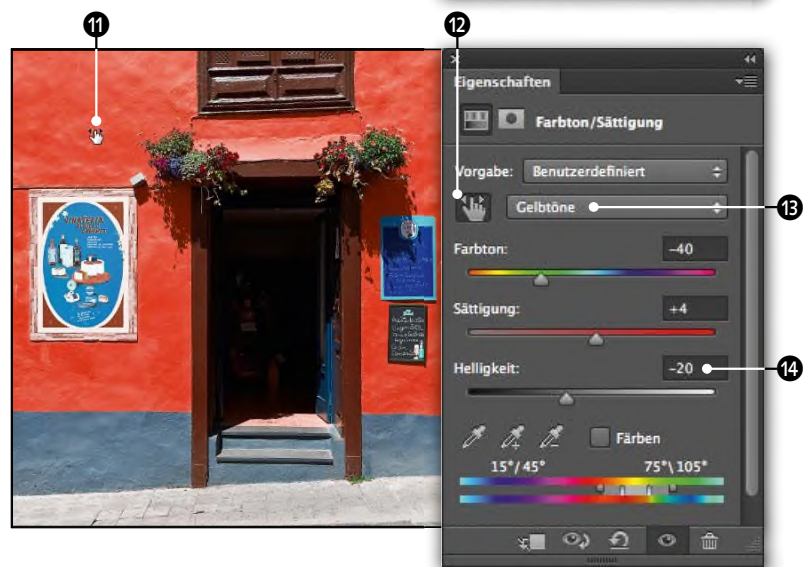 11
12
Eigenschaften
Farbton/Sättigung
Vorgabe: Benutzerdefiniert
Gelbtöne
13
Farbton: -40
Sättigung: +4
Helligkeit: -20
14
Färben
15°/45° 75°\105°